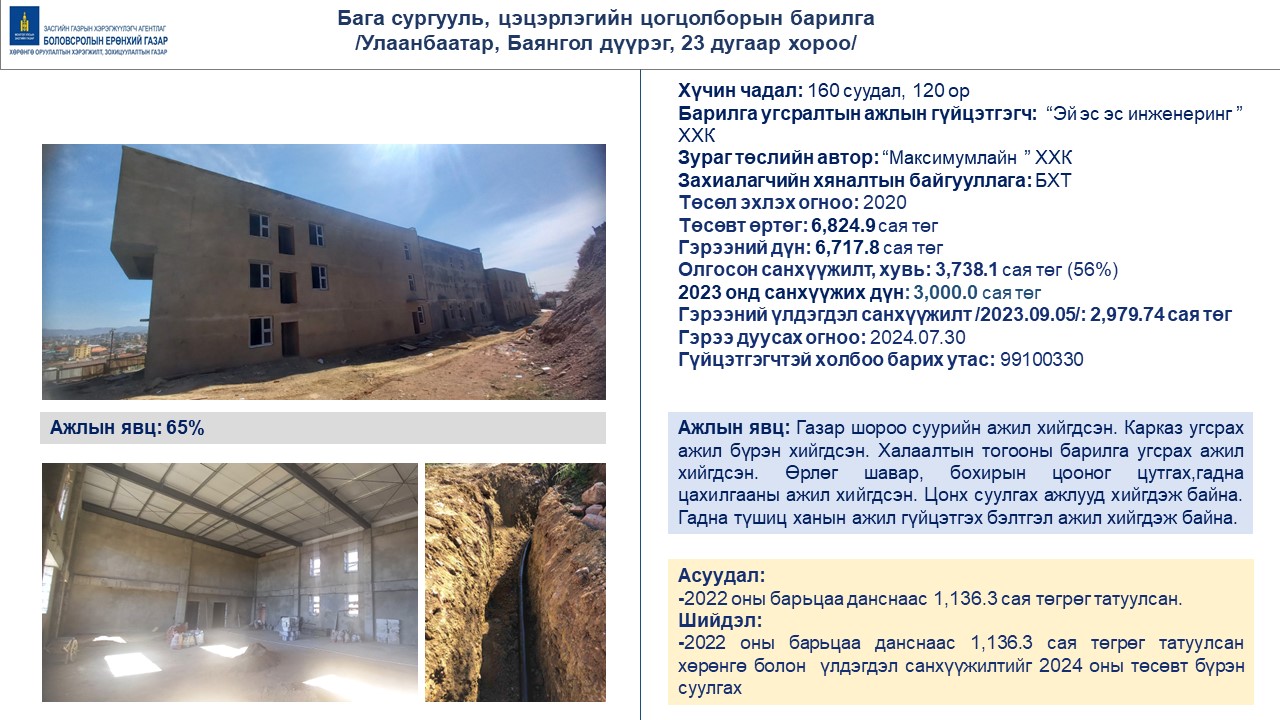 ЗАСГИЙН ГАЗРЫН ХЭРЭГЖҮҮЛЭГЧ АГЕНТЛАГ
БОЛОВСРОЛЫН ЕРӨНХИЙ ГАЗАР
ХӨРӨНГӨ ОРУУЛАЛТЫН ХЭРЭГЖИЛТ, ЗОХИЦУУЛАЛТЫН ГАЗАР
Бага сургууль, цэцэрлэгийн цогцолборын барилга
/Улаанбаатар, Баянгол дүүрэг, 23 дугаар хороо/
Хүчин чадал: 160 суудал, 120 ор
Барилга угсралтын ажлын гүйцэтгэгч: “Эй эс эс инженеринг ”
ХХК
Зураг төслийн автор: “Максимумлайн ” ХХК
Захиалагчийн хяналтын байгууллага: БХТ
Төсөл эхлэх огноо: 2020
Төсөвт өртөг: 6,824.9 сая төг
Гэрээний дүн: 6,717.8 сая төг
Олгосон санхүүжилт, хувь: 3,738.1 сая төг (56%)
2023 онд санхүүжих дүн: 3,000.0 сая төг
Гэрээний үлдэгдэл санхүүжилт /2023.09.05/: 2,979.74 сая төг
Гэрээ дуусах огноо: 2024.07.30
Гүйцэтгэгчтэй холбоо барих утас: 99100330
Ажлын явц: 65%
Ажлын явц: Газар шороо суурийн ажил хийгдсэн. Карказ угсрах
ажил бүрэн хийгдсэн. Халаалтын тогооны барилга угсрах ажил
хийгдсэн. Өрлөг шавар, бохирын цооног цутгах,гадна
цахилгааны ажил хийгдсэн. Цонх суулгах ажлууд хийгдэж байна.
Гадна түшиц ханын ажил гүйцэтгэх бэлтгэл ажил хийгдэж байна.
Асуудал:
-2022 оны барьцаа данснаас 1,136.3 сая төгрөг татуулсан.
Шийдэл:
-2022 оны барьцаа данснаас 1,136.3 сая төгрөг татуулсан
хөрөнгө болон үлдэгдэл санхүүжилтийг 2024 оны төсөвт бүрэн
суулгах